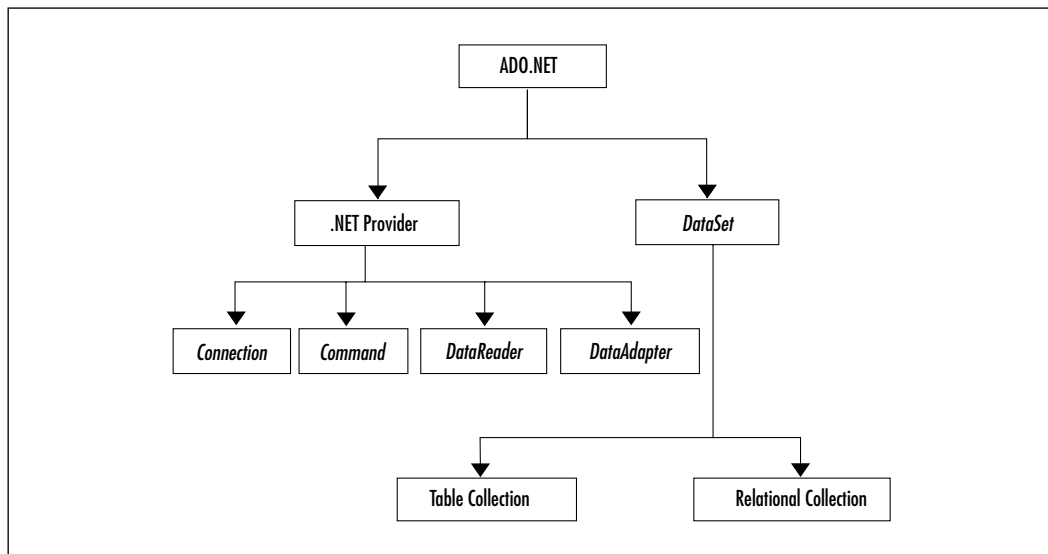 ADO.NET
.NET Provider
DataSet
Connection
Command
DataReader
DataAdapter
Table Collection
Relational Collection